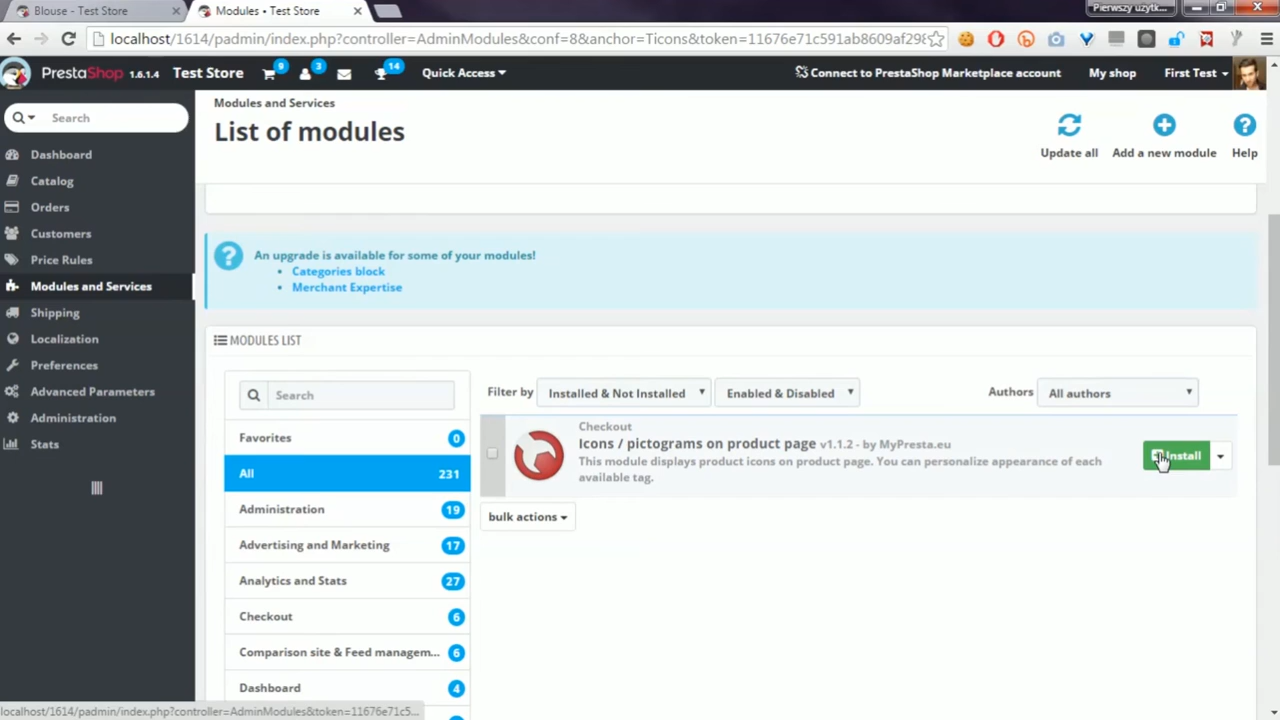 Blouse - Test Store
Modules • Test Store
Pierwszy użytk...
localhost/1614/padmin/index.php?controller=AdminModules&conf=8&anchor=Ticons&token=11676e71c591ab8609af298
PrestaShop 1.6.1.4 Test Store 9 3 14 Quick Access
Connect to PrestaShop Marketplace account My shop First Test
Search
Dashboard
Catalog
Orders
Customers
Price Rules
Modules and Services
Shipping
Localization
Preferences
Advanced Parameters
Administration
Stats
Modules and Services
List of modules
Update all
Add a new module
Help
An upgrade is available for some of your modules!
• Categories block
• Merchant Expertise
MODULES LIST
Search
Favorites 0
All 231
Administration 19
Advertising and Marketing 17
Analytics and Stats 27
Checkout 6
Comparison site & Feed managem... 6
Dashboard 4
Filter by Installed & Not Installed Enabled & Disabled Authors All authors
Checkout
Icons / pictograms on product page v1.1.2 - by MyPresta.eu
This module displays product icons on product page. You can personalize appearance of each
available tag.
Install
bulk actions
localhost/1614/padmin/index.php?controller=AdminModules&token=11676e71c5...